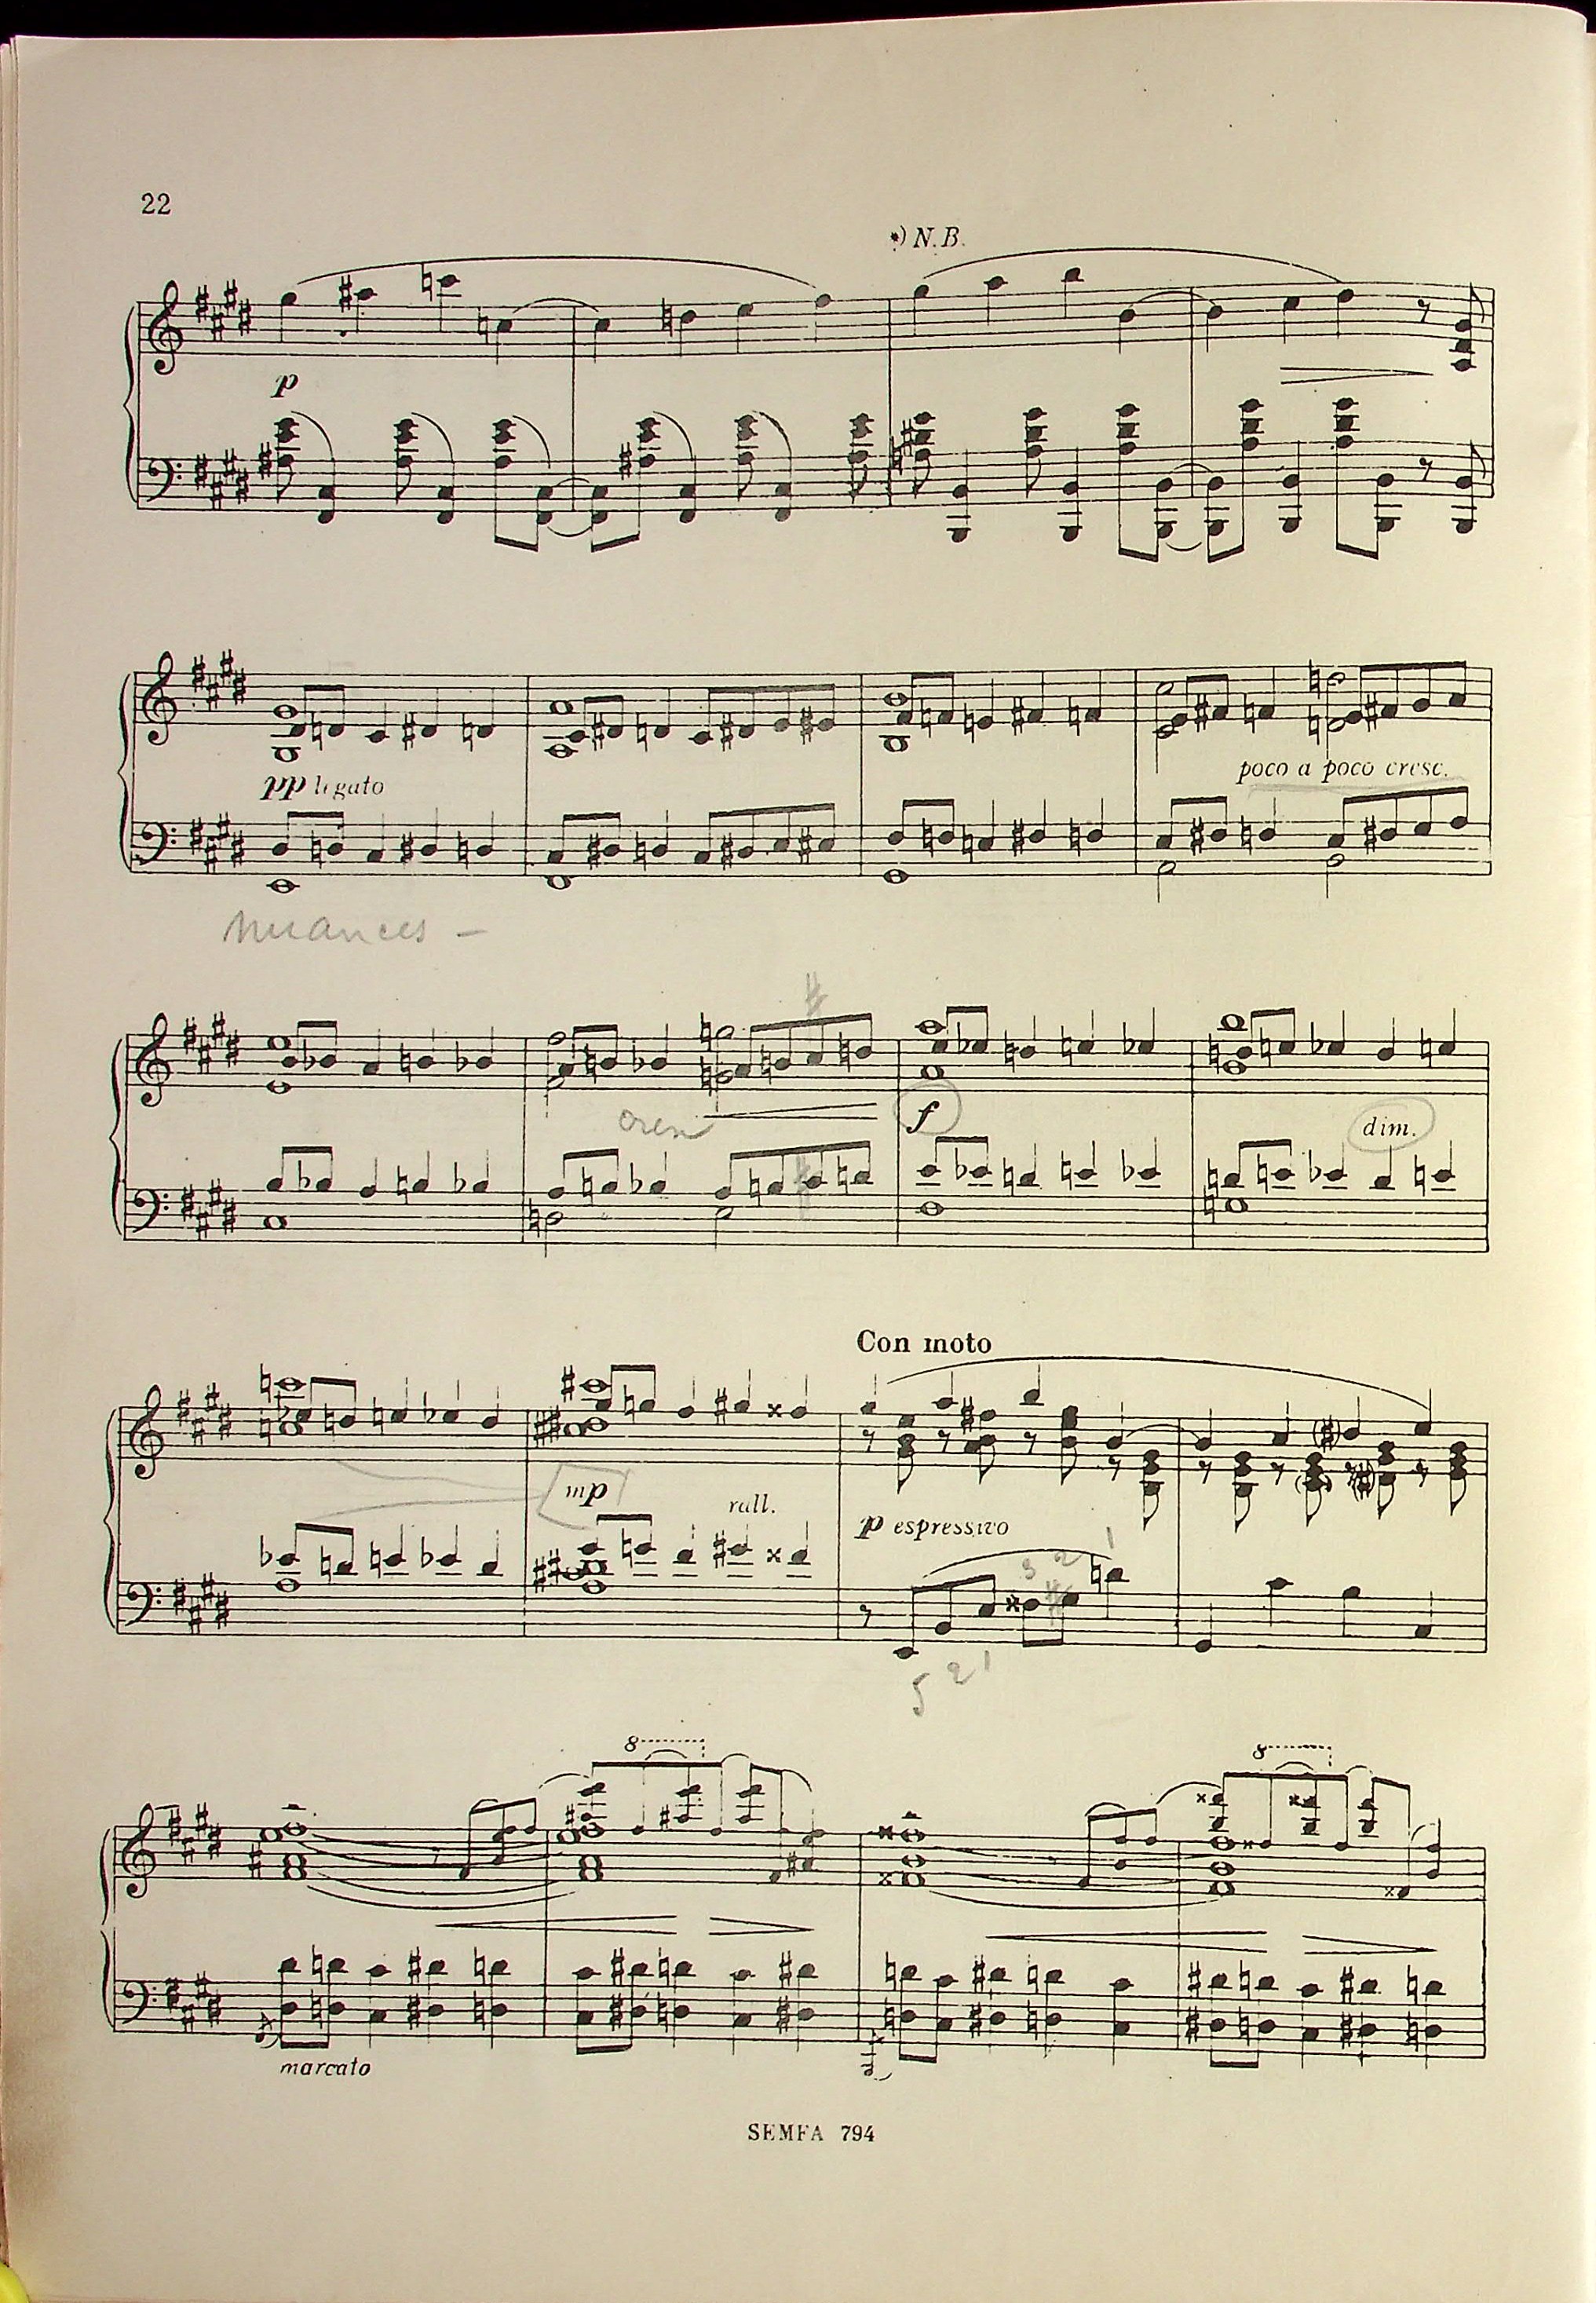 22
*) N.B.
p
pp legato
poco a poco cresc.
Nuances -
cresc
f
dim.
Con moto
mp
rall.
p espressivo
3 2 1
5 2 1
8
8
marcato
SEMFA 794